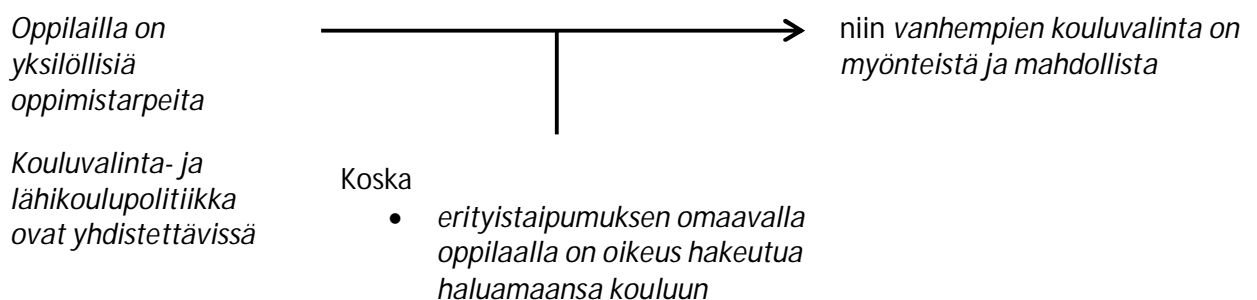 Oppilailla on
yksilöllisiä
oppimistarpeita
Kouluvalinta- ja
lähikoulupolitiikka
ovat yhdistettävissä
Koska
• erityistaipumuksen omaavalla
oppilaalla on oikeus hakeutua
haluamaansa kouluun
niin vanhempien kouluvalinta on
myönteistä ja mahdollista